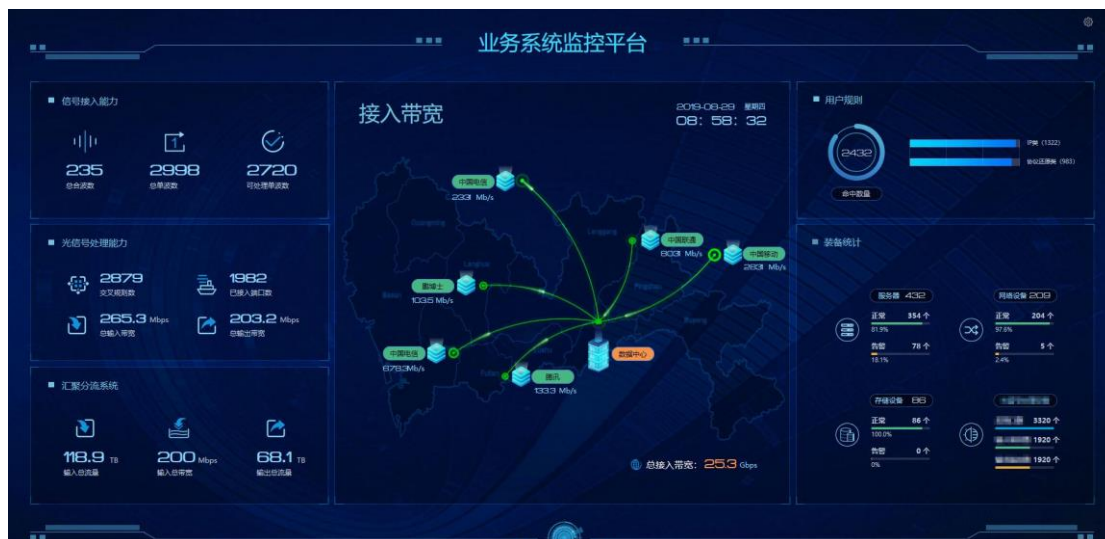 业务系统监控平台
信号接入能力
235
总合波数
2998
总单波数
2720
可处理单波数
光信号处理能力
2879
交叉规则数
1982
已接入端口数
265.3 Mbps
总输入带宽
203.2 Mbps
总输出带宽
汇聚分流系统
118.9 TB
输入总流量
200 Mbps
输入总带宽
68.1 TB
输出总流量
接入带宽
2019-08-29 星期四
08: 58: 32
中国电信
2331 Mb/s
中国联通
8031 Mb/s
中国移动
2831 Mb/s
鹏博士
1035 Mb/s
中国电信
腾讯
1333 Mb/s
数据中心
总接入带宽: 25.3 Gbps
用户规则
2432
命中数量
IP类 (1322)
会议还原类 (983)
装备统计
服务器 432
正常 354 个
81.9%
告警 78 个
18.1%
网络设备 209
正常 204 个
97.6%
告警 5 个
2.4%
存储设备 86
正常 86 个
100.0%
告警 0 个
0%
3320 个
1920 个
1920 个